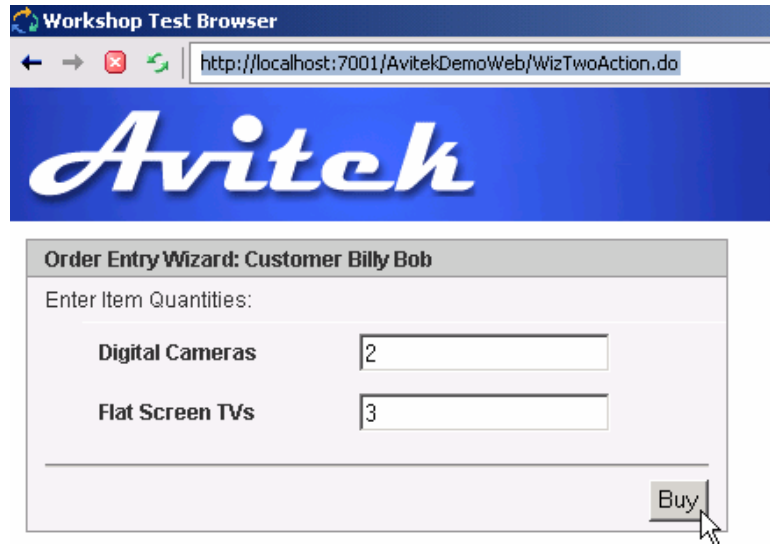 Workshop Test Browser
http://localhost:7001/AvitekDemoWeb/WizTwoAction.do
Avitek
Order Entry Wizard: Customer Billy Bob
Enter Item Quantities:
Digital Cameras 2
Flat Screen TVs 3
Buy